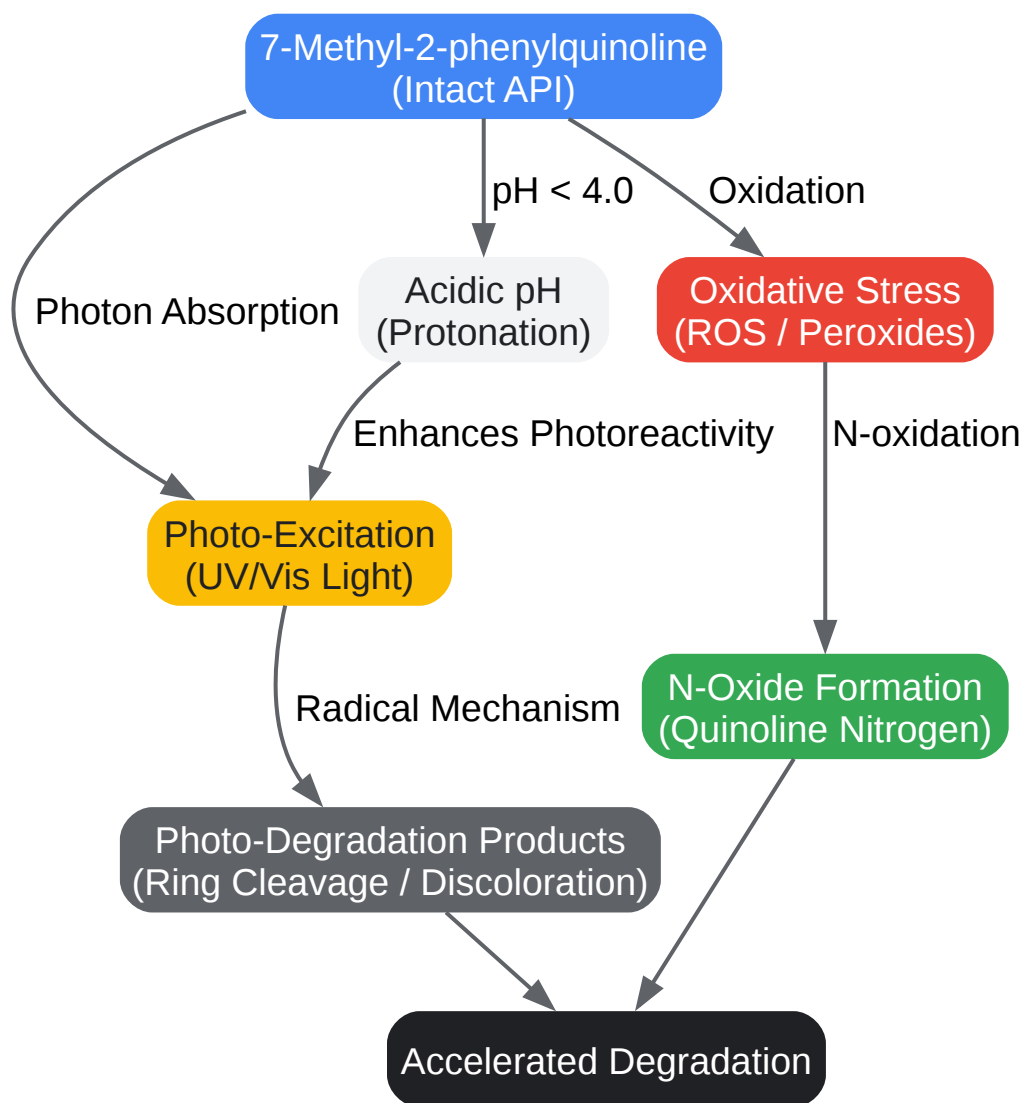 7-Methyl-2-phenylquinoline
(Intact API)
pH < 4.0
Oxidation
Photon Absorption
Acidic pH
(Protonation)
Oxidative Stress
(ROS / Peroxides)
Enhances Photoreactivity
N-oxidation
Photo-Excitation
(UV/Vis Light)
Radical Mechanism
N-Oxide Formation
(Quinoline Nitrogen)
Photo-Degradation Products
(Ring Cleavage / Discoloration)
Accelerated Degradation